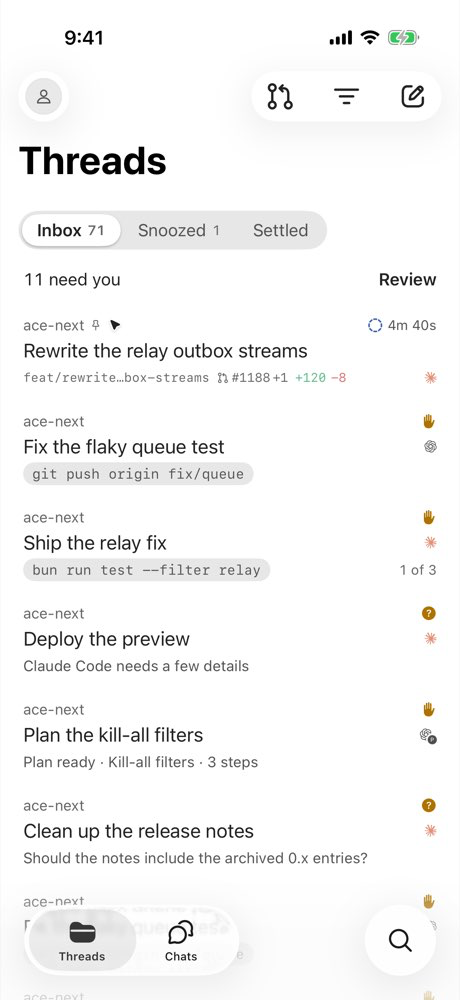 9:41
Threads
Inbox 71 Snoozed 1 Settled
11 need you Review
ace-next 4m 40s
Rewrite the relay outbox streams
feat/rewrite…box-streams #1188 +1 +120 −8
ace-next
Fix the flaky queue test
git push origin fix/queue
ace-next
Ship the relay fix
bun run test --filter relay 1 of 3
ace-next
Deploy the preview
Claude Code needs a few details
ace-next
Plan the kill-all filters
Plan ready · Kill-all filters · 3 steps
ace-next
Clean up the release notes
Should the notes include the archived 0.x entries?
ace-next
Threads Chats
ace-next